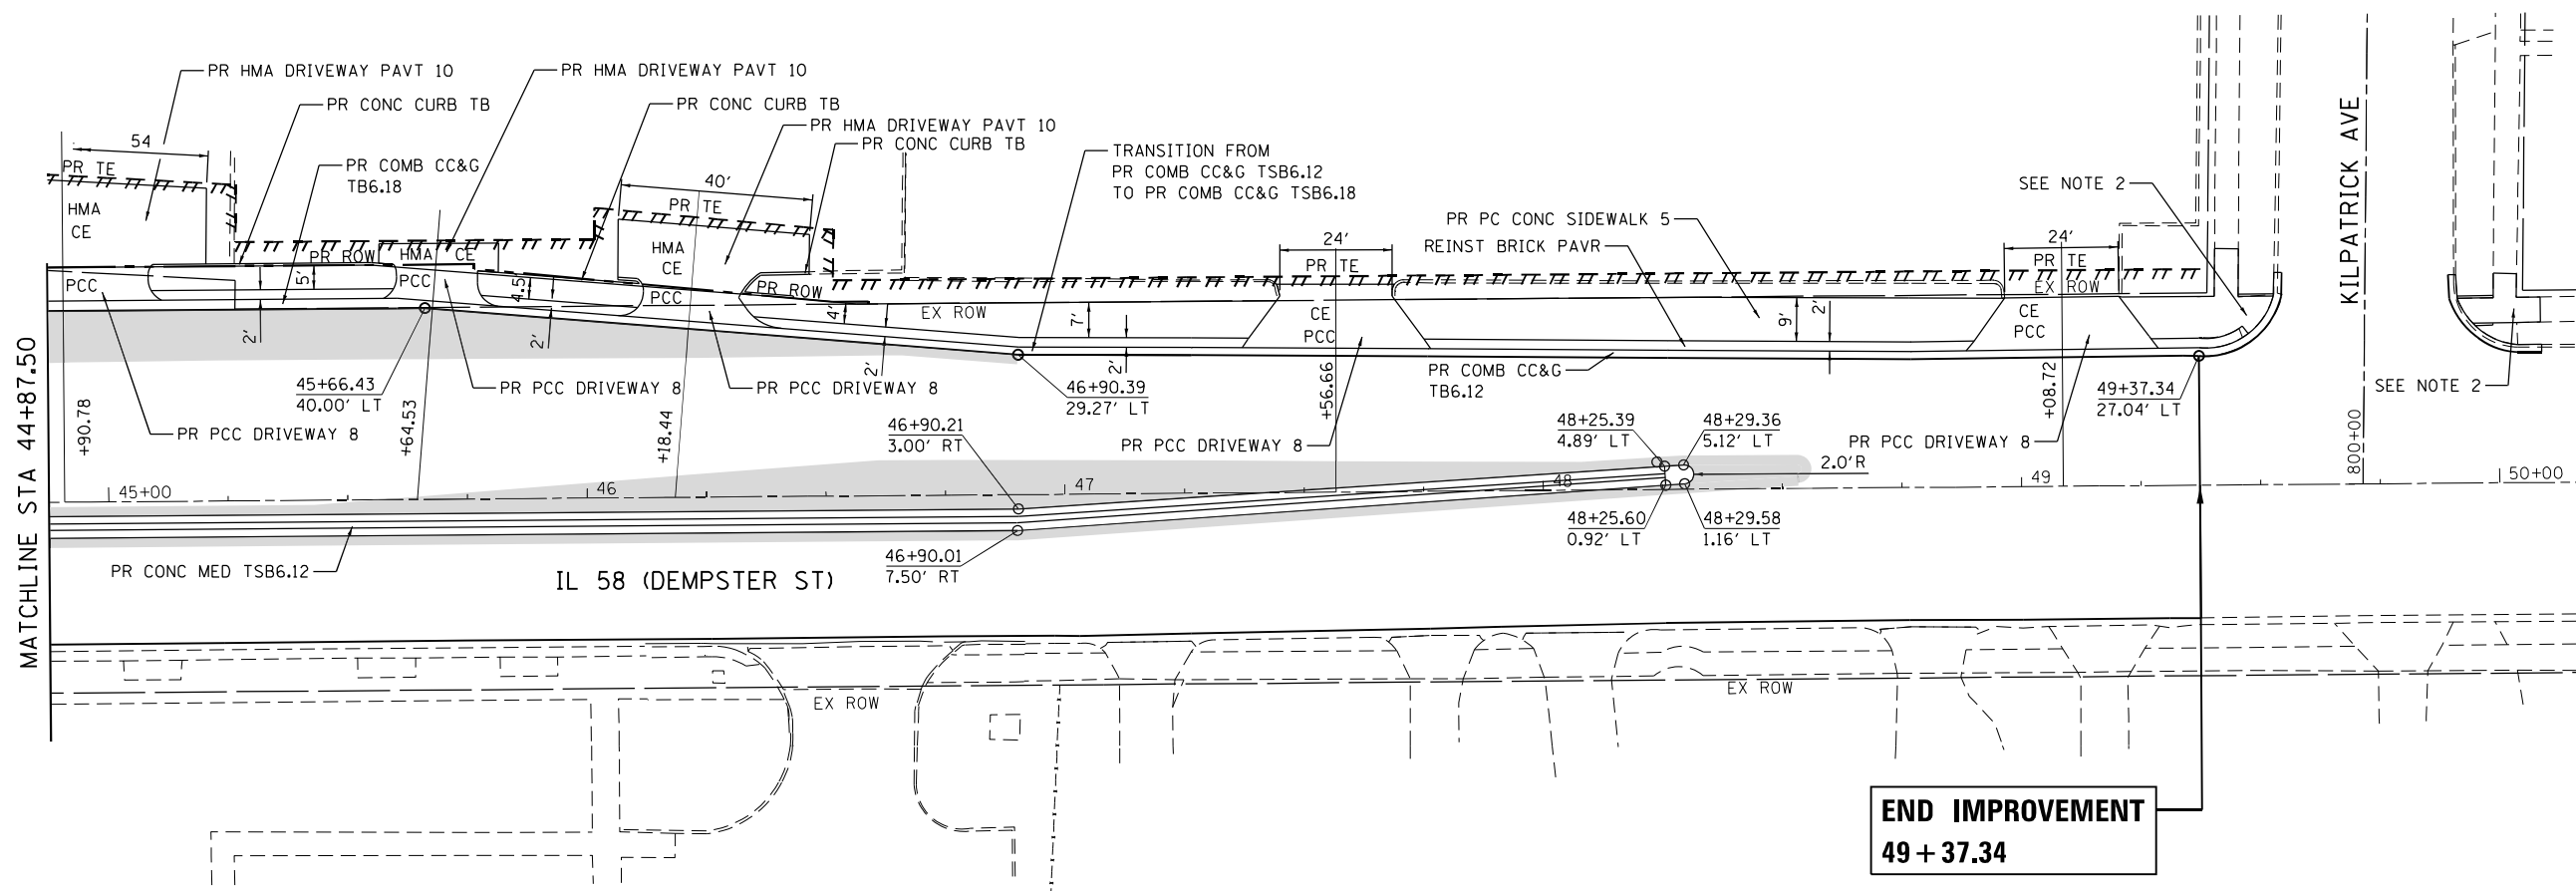 PR HMA DRIVEWAY PAVT 10
PR HMA DRIVEWAY PAVT 10
PR CONC CURB TB
PR CONC CURB TB
PR HMA DRIVEWAY PAVT 10
PR CONC CURB TB
54
PR TE
HMA
CE
PR COMB CC&G
TB6.18
40'
PR TE
HMA
CE
TRANSITION FROM
PR COMB CC&G TSB6.12
TO PR COMB CC&G TSB6.18
SEE NOTE 2
KILPATRICK AVE
PR PC CONC SIDEWALK 5
REINST BRICK PAVR
24'
PR TE
24'
PR TE
EX ROW
PR ROW
HMA CE
PCC
5'
PCC
4.5'
PCC
PR ROW
4'
EX ROW
7'
CE
PCC
9'
2'
CE
PCC
2'
2'
2'
2'
PR COMB CC&G
TB6.12
45+66.43
40.00' LT
PR PCC DRIVEWAY 8
PR PCC DRIVEWAY 8
46+90.39
29.27' LT
+56.66
+08.72
49+37.34
27.04' LT
SEE NOTE 2
MATCHLINE STA 44+87.50
+90.78
PR PCC DRIVEWAY 8
+64.53
+18.44
46+90.21
3.00' RT
PR PCC DRIVEWAY 8
48+25.39
4.89' LT
48+29.36
5.12' LT
PR PCC DRIVEWAY 8
2.0'R
800+00
45+00
46
47
48
49
50+00
48+25.60
0.92' LT
48+29.58
1.16' LT
46+90.01
7.50' RT
PR CONC MED TSB6.12
IL 58 (DEMPSTER ST)
EX ROW
EX ROW
END IMPROVEMENT
49+37.34